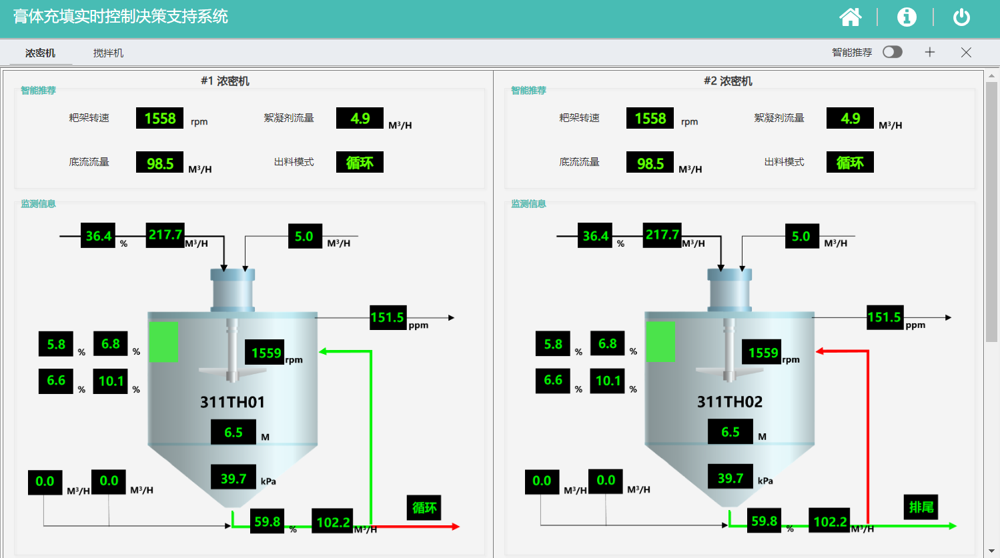 膏体充填实时控制决策支持系统
浓密机 搅拌机 智能推荐
#1 浓密机
智能推荐
耙架转速 1558 rpm 絮凝剂流量 4.9 M³/H
底流流量 98.5 M³/H 出料模式 循环
监测信息
36.4 % 217.7 M³/H 5.0 M³/H
151.5 ppm
5.8 % 6.8 % 1559 rpm
6.6 % 10.1 %
311TH01
6.5 M
39.7 kPa
0.0 M³/H 0.0 M³/H
循环
59.8 % 102.2 M³/H
#2 浓密机
智能推荐
耙架转速 1558 rpm 絮凝剂流量 4.9 M³/H
底流流量 98.5 M³/H 出料模式 循环
监测信息
36.4 % 217.7 M³/H 5.0 M³/H
151.5 ppm
5.8 % 6.8 % 1559 rpm
6.6 % 10.1 %
311TH02
6.5 M
39.7 kPa
0.0 M³/H 0.0 M³/H
排尾
59.8 % 102.2 M³/H